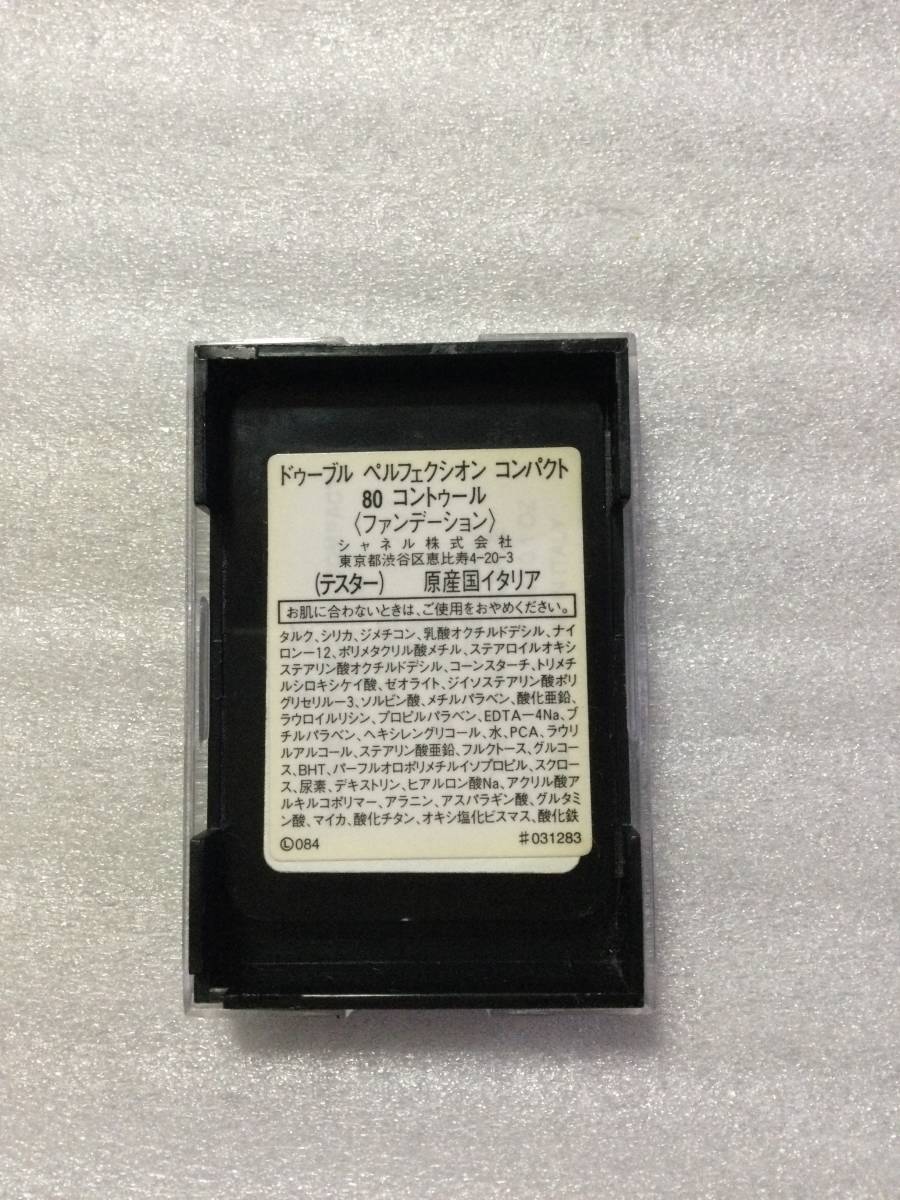 ドゥーブル ペルフェクシオン コンパクト
80 コントゥール
〈ファンデーション〉
シャネル株式会社
東京都渋谷区恵比寿4-20-3
(テスター) 原産国イタリア
お肌に合わないときは、ご使用をおやめください。
タルク、シリカ、ジメチコン、乳酸オクチルドデシル、ナイ
ロンー12、ポリメタクリル酸メチル、ステアロイルオキシ
ステアリン酸オクチルドデシル、コーンスターチ、トリメチ
ルシロキシケイ酸、ゼオライト、ジイソステアリン酸ポリ
グリセリルー3、ソルビン酸、メチルパラベン、酸化亜鉛、
ラウロイルリシン、プロピルパラベン、EDTAー4Na、ブ
チルパラベン、ヘキシレングリコール、水、PCA、ラウリ
ルアルコール、ステアリン酸亜鉛、フルクトース、グルコー
ス、BHT、パーフルオロポリメチルイソプロピル、スクロー
ス、尿素、デキストリン、ヒアルロン酸Na、アクリル酸ア
ルキルコポリマー、アラニン、アスパラギン酸、グルタミ
ン酸、マイカ、酸化チタン、オキシ塩化ビスマス、酸化鉄
Ⓛ084 ♯031283